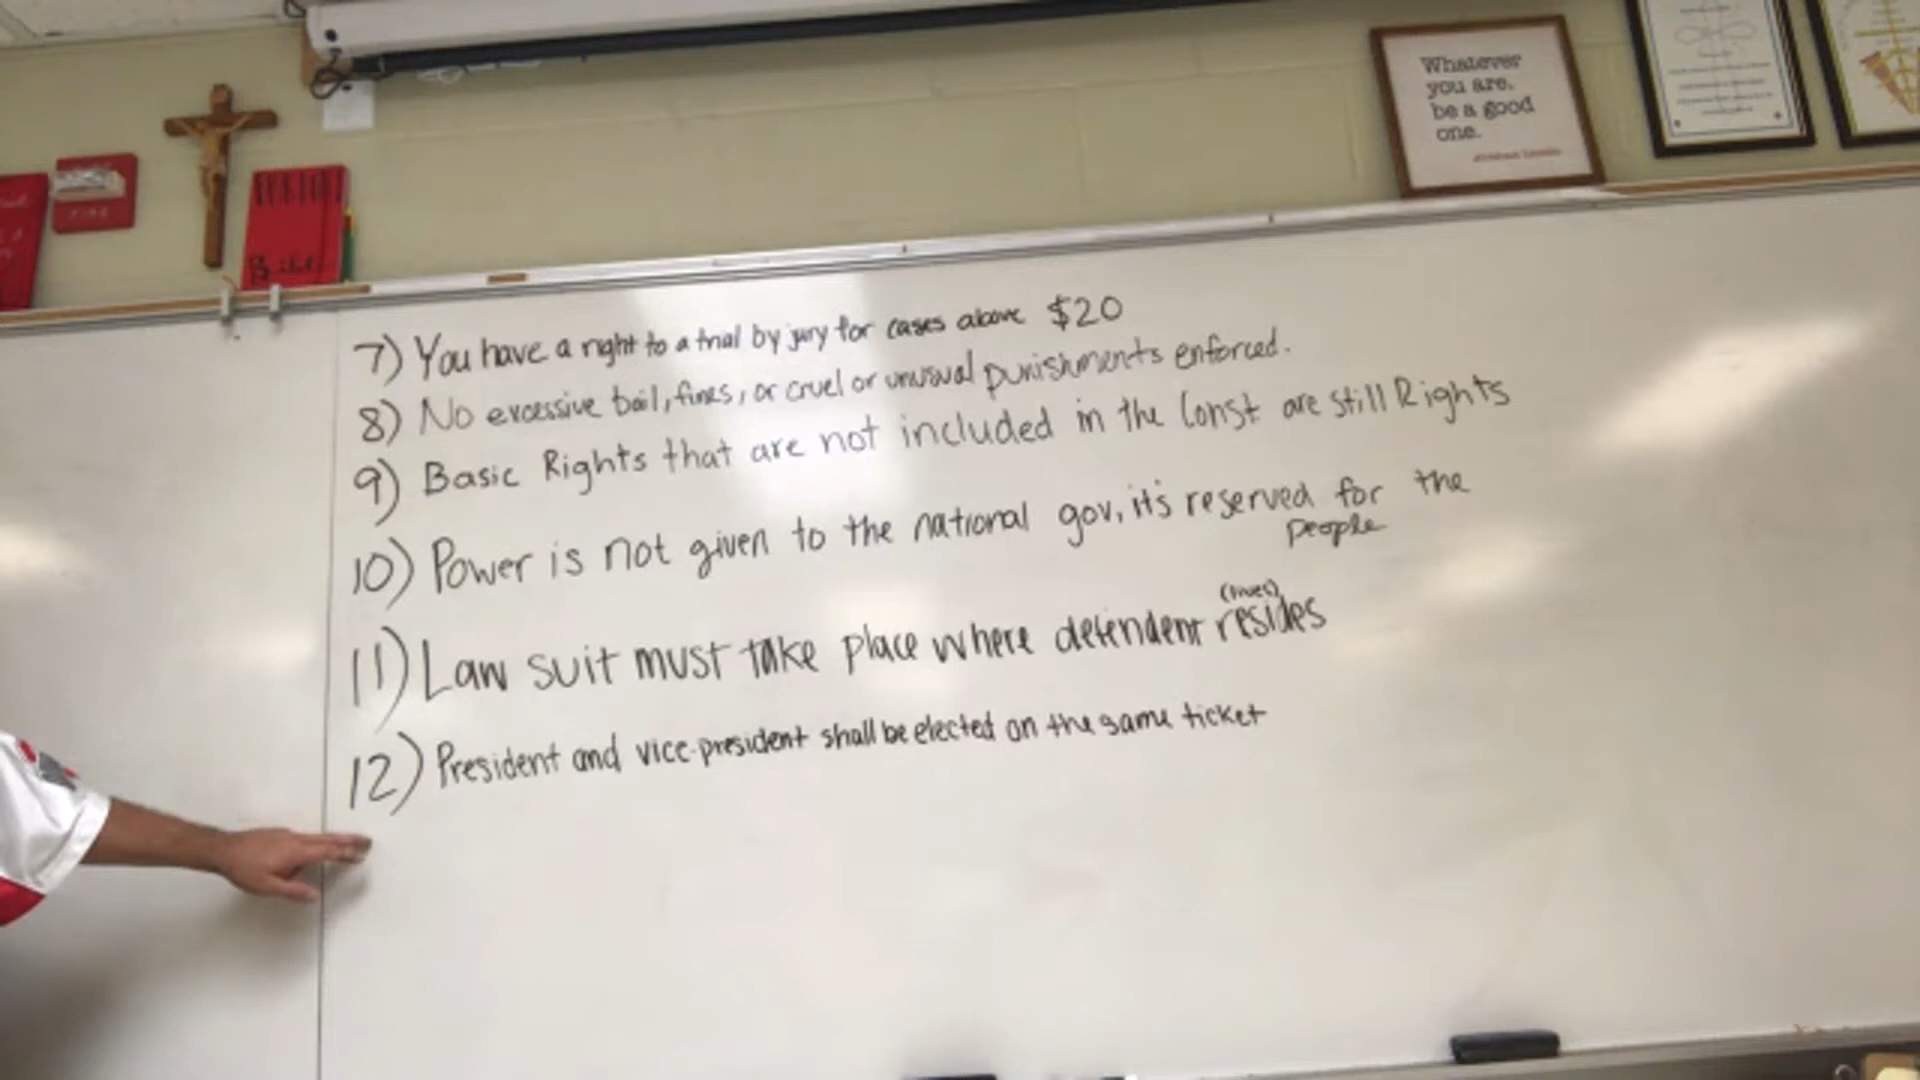 Whatever
you are,
be a good
one.
FIRE
7) You have a right to a trial by jury for cases above $20
8) No excessive bail, fines, or cruel or unusual punishments enforced.
9) Basic Rights that are not included in the Const are still Rights
10) Power is not given to the national gov, it's reserved for the
people
(lives)
11) Law suit must take place where defendent resides
12) President and vice-president shall be elected on the same ticket